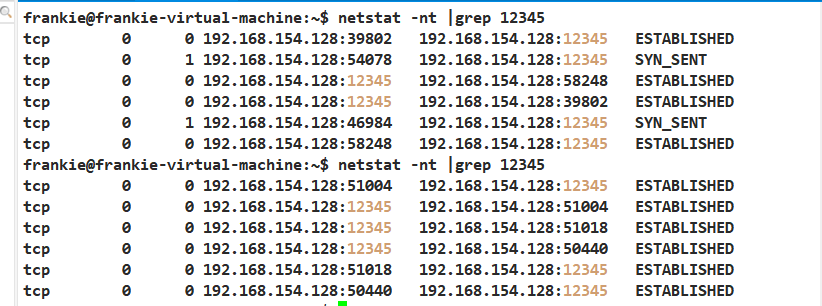 frankie@frankie-virtual-machine:~$ netstat -nt |grep 12345
tcp        0      0 192.168.154.128:39802   192.168.154.128:12345   ESTABLISHED
tcp        0      1 192.168.154.128:54078   192.168.154.128:12345   SYN_SENT
tcp        0      0 192.168.154.128:12345   192.168.154.128:58248   ESTABLISHED
tcp        0      0 192.168.154.128:12345   192.168.154.128:39802   ESTABLISHED
tcp        0      1 192.168.154.128:46984   192.168.154.128:12345   SYN_SENT
tcp        0      0 192.168.154.128:58248   192.168.154.128:12345   ESTABLISHED
frankie@frankie-virtual-machine:~$ netstat -nt |grep 12345
tcp        0      0 192.168.154.128:51004   192.168.154.128:12345   ESTABLISHED
tcp        0      0 192.168.154.128:12345   192.168.154.128:51004   ESTABLISHED
tcp        0      0 192.168.154.128:12345   192.168.154.128:51018   ESTABLISHED
tcp        0      0 192.168.154.128:12345   192.168.154.128:50440   ESTABLISHED
tcp        0      0 192.168.154.128:51018   192.168.154.128:12345   ESTABLISHED
tcp        0      0 192.168.154.128:50440   192.168.154.128:12345   ESTABLISHED